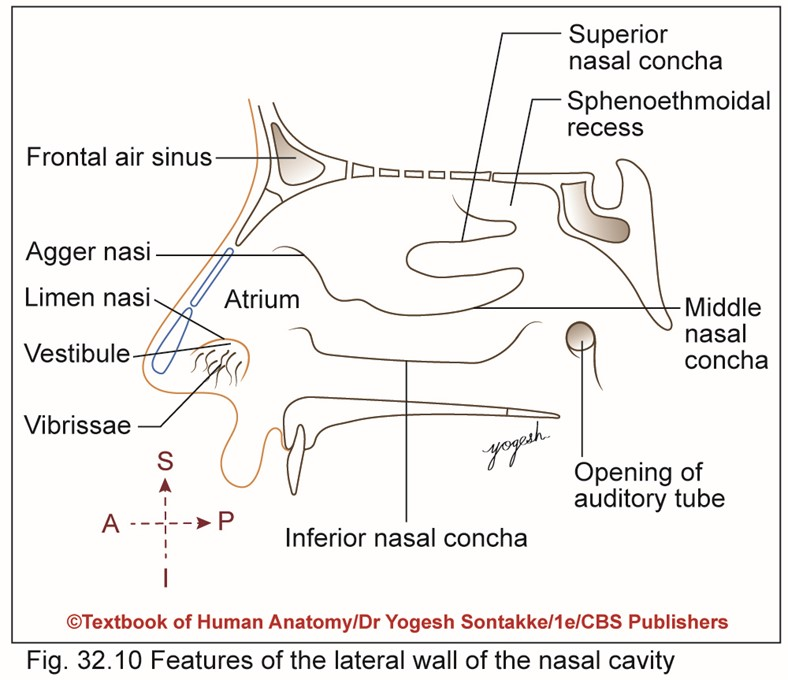 Superior
nasal concha
Sphenoethmoidal
recess
Frontal air sinus
Agger nasi
Limen nasi
Atrium
Vestibule
Vibrissae
Middle
nasal
concha
yogesh
Opening of
auditory tube
Inferior nasal concha
S
A
P
I
©Textbook of Human Anatomy/Dr Yogesh Sontakke/1e/CBS Publishers
Fig. 32.10 Features of the lateral wall of the nasal cavity